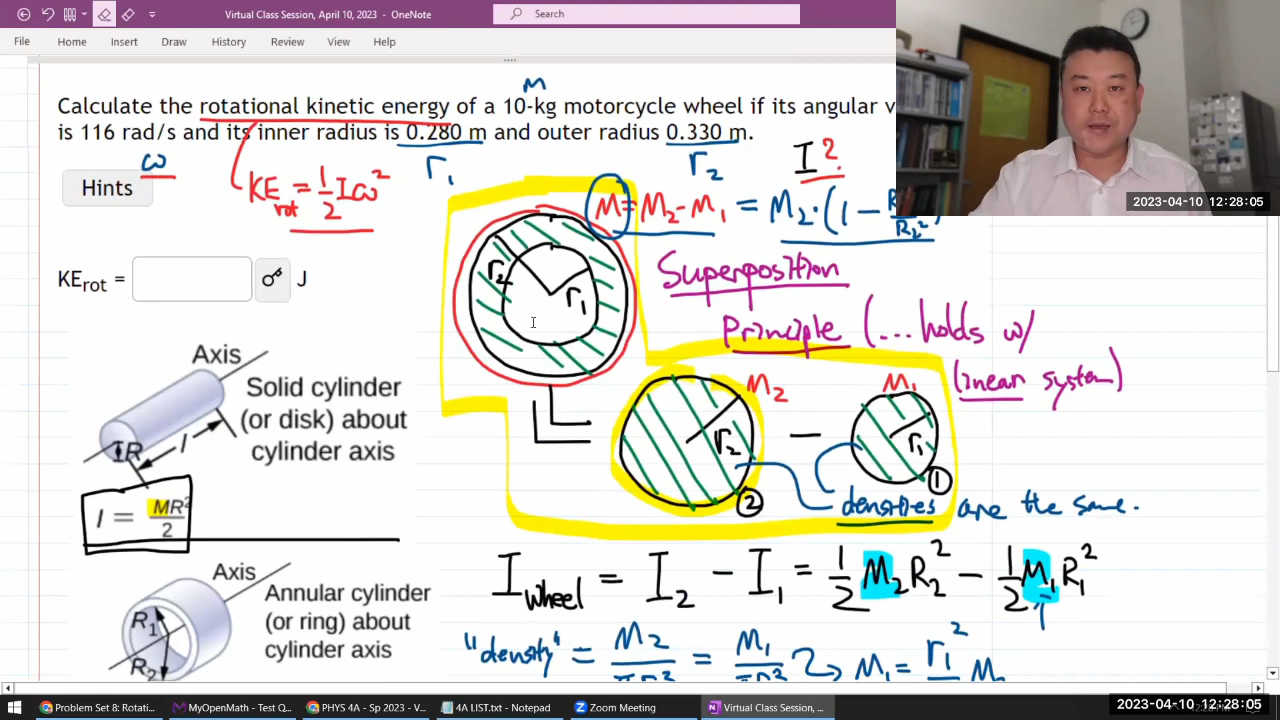 Virtual Class Session, April 10, 2023 - OneNote
Search
File Home Insert Draw History Review View Help
M
Calculate the rotational kinetic energy of a 10-kg motorcycle wheel if its angular v
is 116 rad/s and its inner radius is 0.280 m and outer radius 0.330 m.
ω
r₁
r₂
I ?
2023-04-10 12:28:05
Hints
KE rot = 1/2 Iω²
M = M₂ - M₁ = M₂ · (1 - R₂²
KErot = J
r₂
r₁
Superposition
Principle (... holds w/
linear system)
Axis
Solid cylinder
(or disk) about
cylinder axis
R
l
I = MR²/2
M₂
r₂
②
—
M₁
r₁
①
densities are the same.
I wheel = I₂ - I₁ = 1/2 M₂R₂² - 1/2 M₁R₁²
Axis
Annular cylinder
(or ring) about
cylinder axis
R₁
R₂
"density" = M₂ = M₁ M₁ = r₁² M₂
Problem Set 8: Rotati...
MyOpenMath - Test Q...
PHYS 4A - Sp 2023 - V...
4A LIST.txt - Notepad
Zoom Meeting
Virtual Class Session,...
2023-04-10 12:28:05